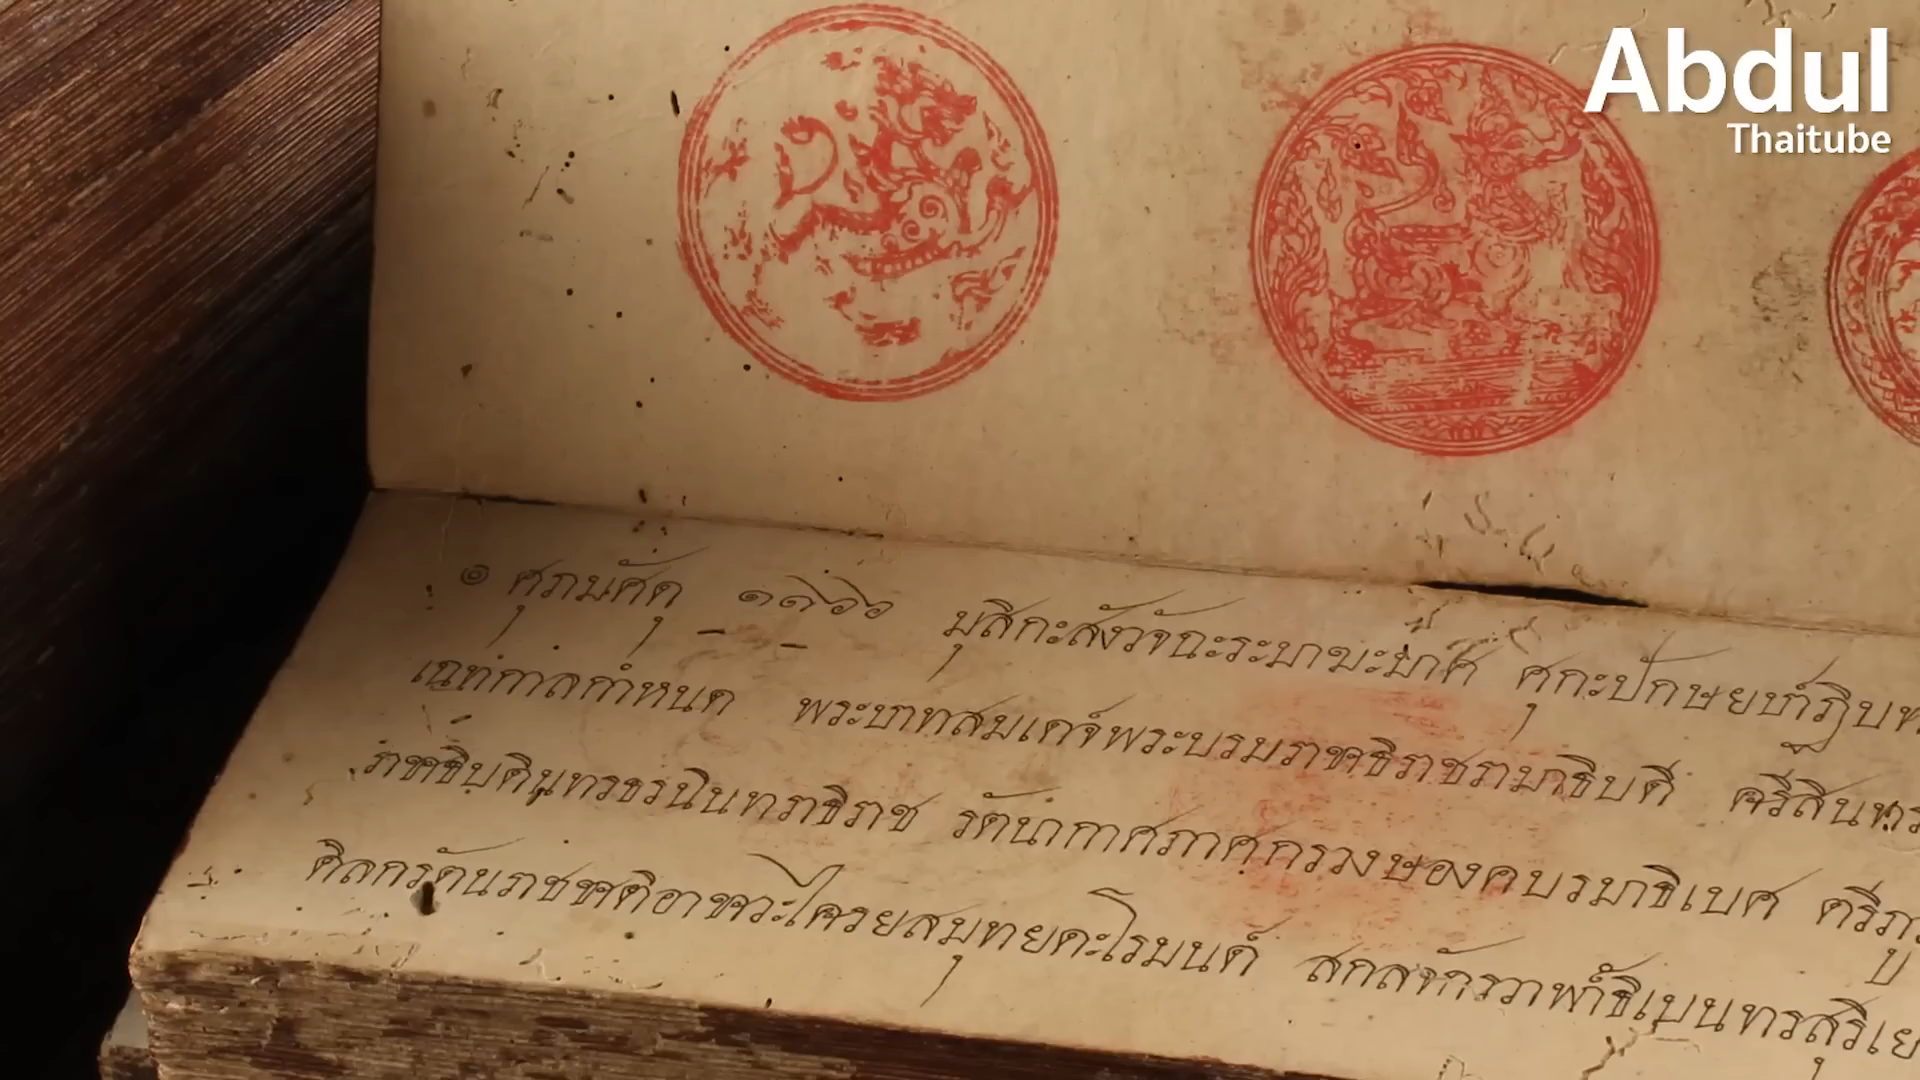 Abdul
Thaitube
๏ ศุภมัศดุ ๑๑๖๖ มุสิกะสังวัจฉะระมาฆะมาศ ศุกะปักษย
เฉทกาลกำหนด พระบาทสมเดจ์พระบรมราชาธิราชรามาธิบดี ศรีสินทร
ราชาธิบดินทรธรณินทราธิราช รัตนากาศภาศกรวงษองคบรมาธิเบศ ตรีภู
ดิลกรัตนราชชาติอาชาวะไศรยสมุทยดะโรมนต์ สกลจักรวาฬาธิเบนทรสุริเย